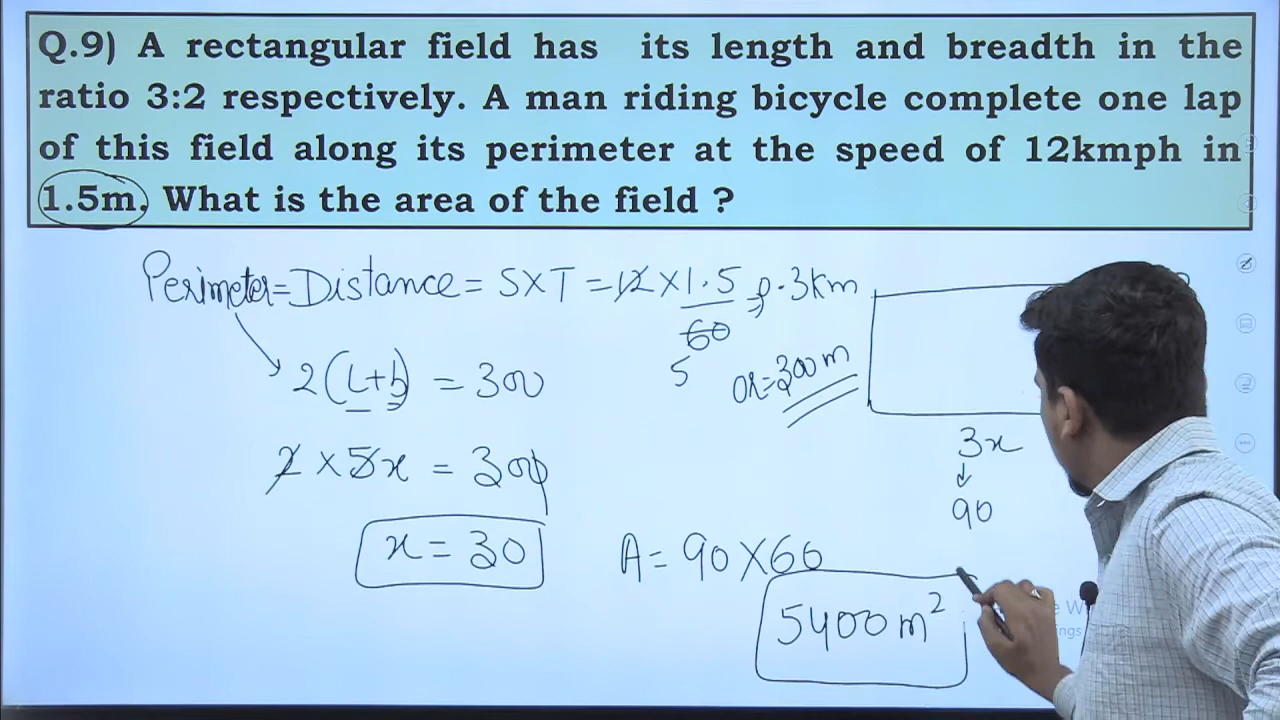 Q.9) A rectangular field has its length and breadth in the
ratio 3:2 respectively. A man riding bicycle complete one lap
of this field along its perimeter at the speed of 12kmph in
1.5m. What is the area of the field ?
Perimeter = Distance = S×T = 12 × 1.5 / 60 0.3km
5
or = 300 m
2(L+b) = 300
2 × 5x = 300
x = 30
3x
↓
90
A = 90 × 60
5400 m²